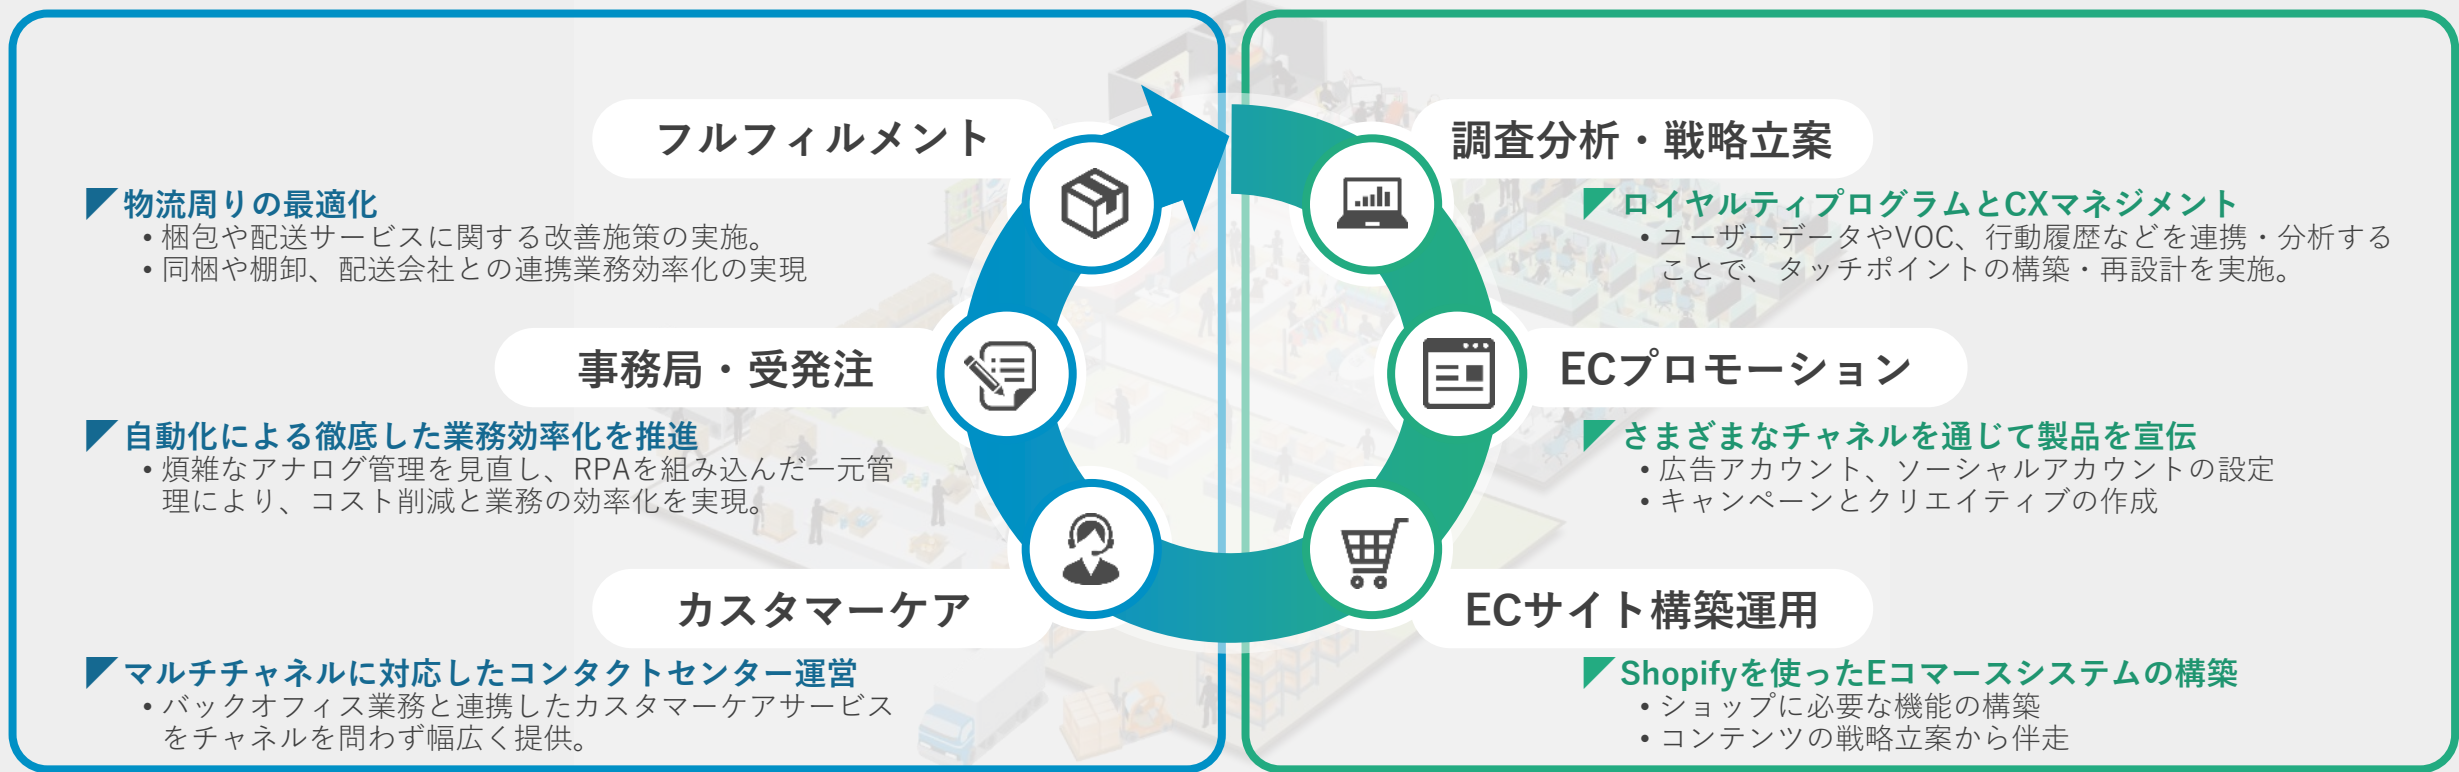 フルフィルメント
物流周りの最適化
• 梱包や配送サービスに関する改善施策の実施。
• 同梱や棚卸、配送会社との連携業務効率化の実現
事務局・受発注
自動化による徹底した業務効率化を推進
• 煩雑なアナログ管理を見直し、RPAを組み込んだ一元管
理により、コスト削減と業務の効率化を実現。
カスタマーケア
マルチチャネルに対応したコンタクトセンター運営
• バックオフィス業務と連携したカスタマーケアサービス
をチャネルを問わず幅広く提供。
調査分析・戦略立案
ロイヤルティプログラムとCXマネジメント
• ユーザーデータやVOC、行動履歴などを連携・分析する
ことで、タッチポイントの構築・再設計を実施。
ECプロモーション
さまざまなチャネルを通じて製品を宣伝
• 広告アカウント、ソーシャルアカウントの設定
• キャンペーンとクリエイティブの作成
ECサイト構築運用
Shopifyを使ったEコマースシステムの構築
• ショップに必要な機能の構築
• コンテンツの戦略立案から伴走